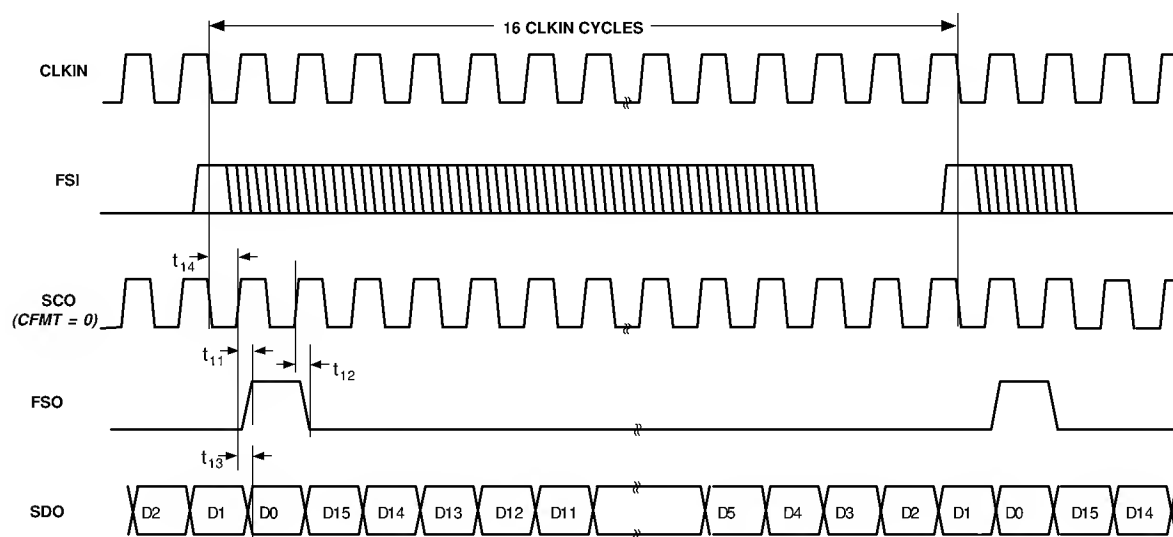 16 CLKIN CYCLES
CLKIN
FSI
t14
SCO
(CFMT = 0)
t11
t12
FSO
t13
SDO
D2 D1 D0 D15 D14 D13 D12 D11 D5 D4 D3 D2 D1 D0 D15 D14